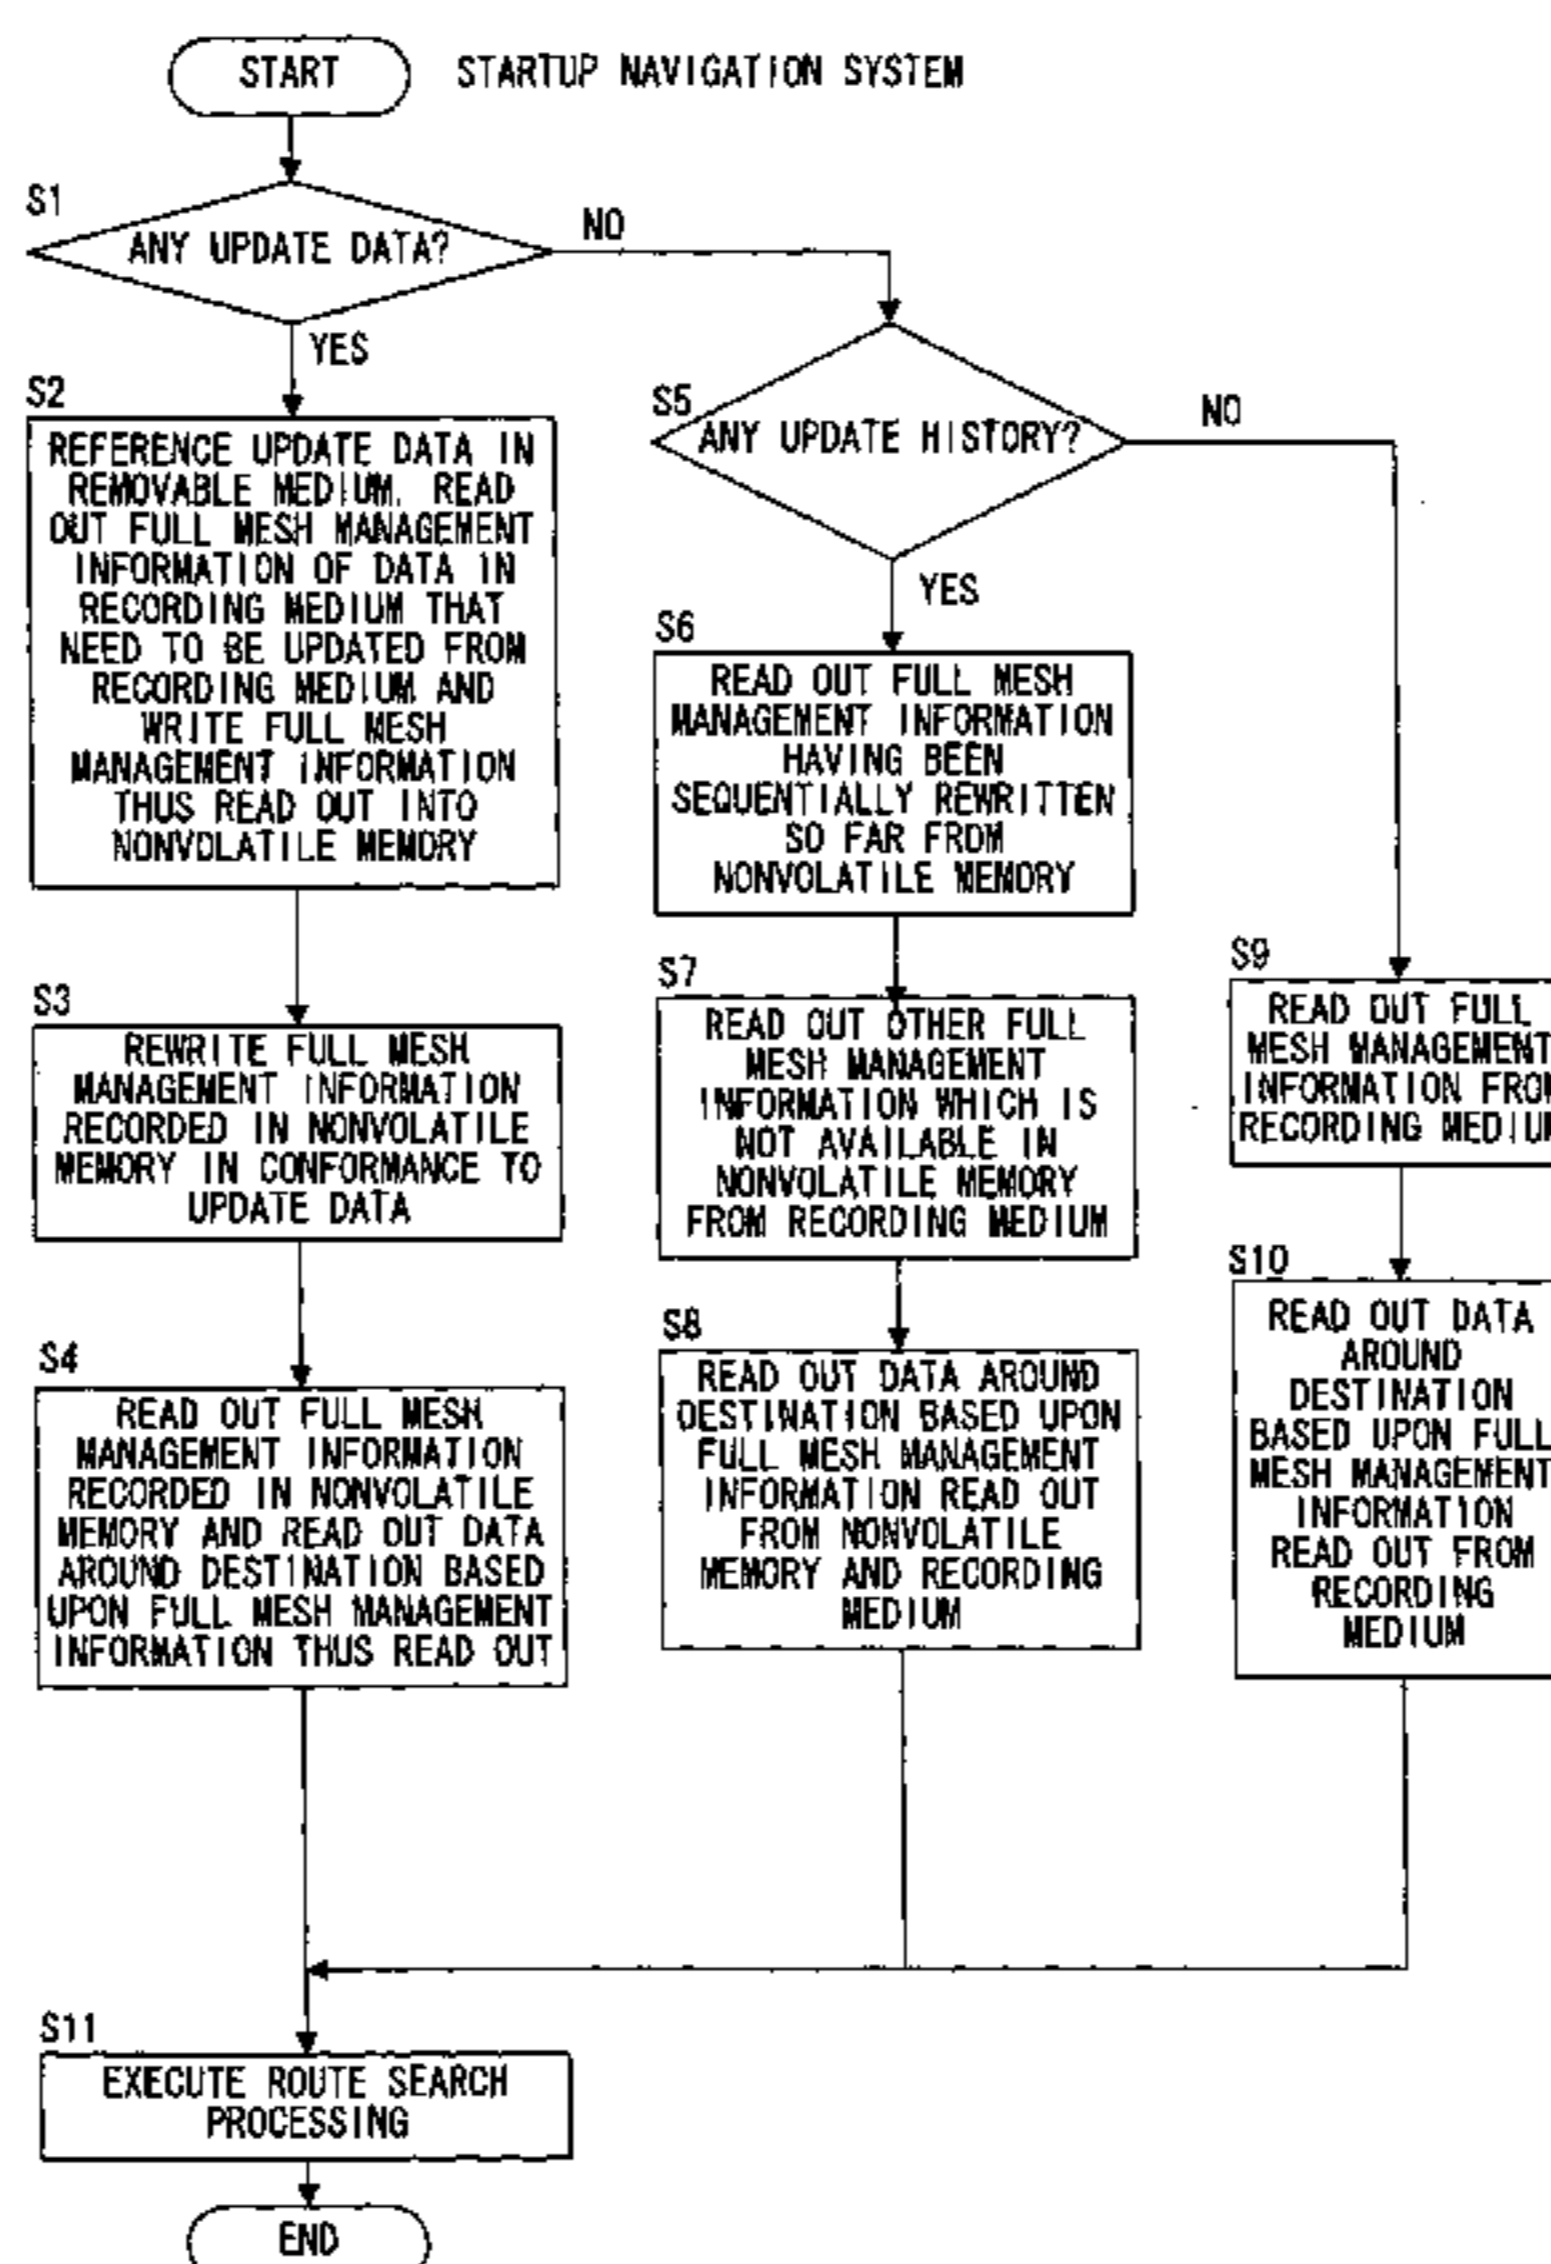 START
STARTUP NAVIGATION SYSTEM
S1
ANY UPDATE DATA?
NO
YES
S2
REFERENCE UPDATE DATA IN
REMOVABLE MEDIUM. READ
OUT FULL MESH MANAGEMENT
INFORMATION OF DATA IN
RECORDING MEDIUM THAT
NEED TO BE UPDATED FROM
RECORDING MEDIUM AND
WRITE FULL MESH
MANAGEMENT INFORMATION
THUS READ OUT INTO
NONVOLATILE MEMORY
S3
REWRITE FULL MESH
MANAGEMENT INFORMATION
RECORDED IN NONVOLATILE
MEMORY IN CONFORMANCE TO
UPDATE DATA
S4
READ OUT FULL MESH
MANAGEMENT INFORMATION
RECORDED IN NONVOLATILE
MEMORY AND READ OUT DATA
AROUND DESTINATION BASED
UPON FULL MESH MANAGEMENT
INFORMATION THUS READ OUT
S5
ANY UPDATE HISTORY?
NO
YES
S6
READ OUT FULL MESH
MANAGEMENT INFORMATION
HAVING BEEN
SEQUENTIALLY REWRITTEN
SO FAR FROM
NONVOLATILE MEMORY
S7
READ OUT OTHER FULL
MESH MANAGEMENT
INFORMATION WHICH IS
NOT AVAILABLE IN
NONVOLATILE MEMORY
FROM RECORDING MEDIUM
S8
READ OUT DATA AROUND
DESTINATION BASED UPON
FULL MESH MANAGEMENT
INFORMATION READ OUT
FROM NONVOLATILE
MEMORY AND RECORDING
MEDIUM
S9
READ OUT FULL
MESH MANAGEMENT
INFORMATION FROM
RECORDING MEDIUM
S10
READ OUT DATA
AROUND
DESTINATION
BASED UPON FULL
MESH MANAGEMENT
INFORMATION
READ OUT FROM
RECORDING
MEDIUM
S11
EXECUTE ROUTE SEARCH
PROCESSING
END